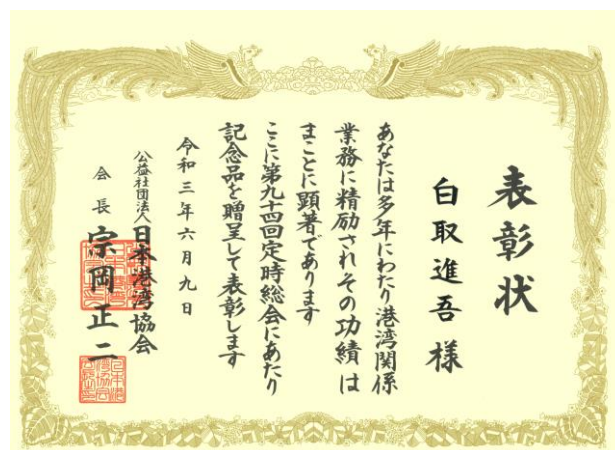 表彰状
白取進吾様
あなたは多年にわたり港湾関係
業務に精励されその功績は
まことに顕著であります
ここに第九十四回定時総会にあたり
記念品を贈呈して表彰します
令和三年六月九日
公益社団法人日本港湾協会
会長宗岡正二